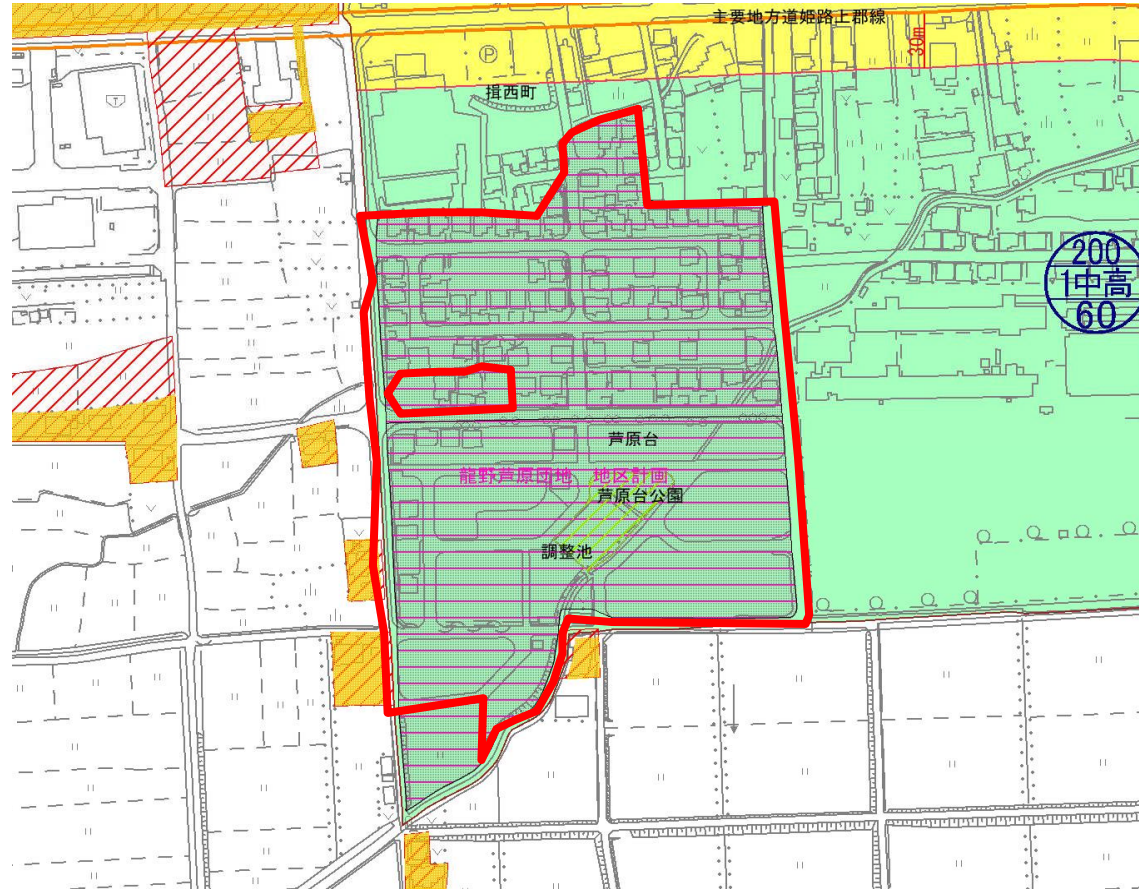 主要地方道姫路上郡線
30m
P
揖西町
200
1中高
60
芦原台
龍野芦原団地 地区計画
芦原台公園
調整池